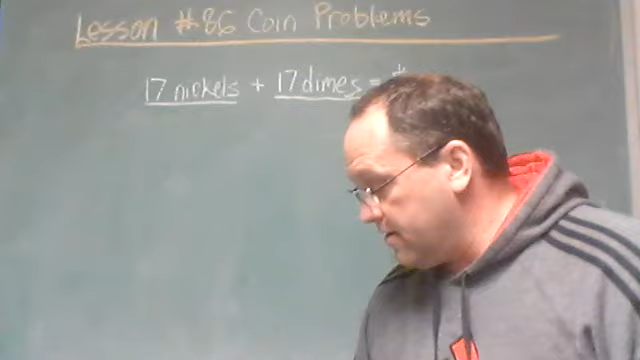 Lesson #86 Coin Problems
17 nickels + 17 dimes =